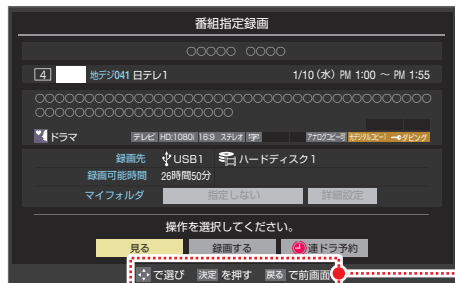 番組指定録画
○○○○○ ○○○○
4 地デジ041 日テレ1 1/10(水) PM 1:00 ～ PM 1:55
○○○○○○○○○○○○○○○○○○○○○○○○○○○○○○○○○○○○○○○○
○○○○○○○○○○○○○○○○○○○○
ドラマ テレビ HD:1080i 16:9 ステレオ 字 アナログコピー可 デジタルコピー1 ダビング
録画先 USB1 ハードディスク1
録画可能時間 26時間50分
マイフォルダ 指定しない 詳細設定
操作を選択してください。
見る 録画する 連ドラ予約
で選び 決定 を押す 戻る で前画面